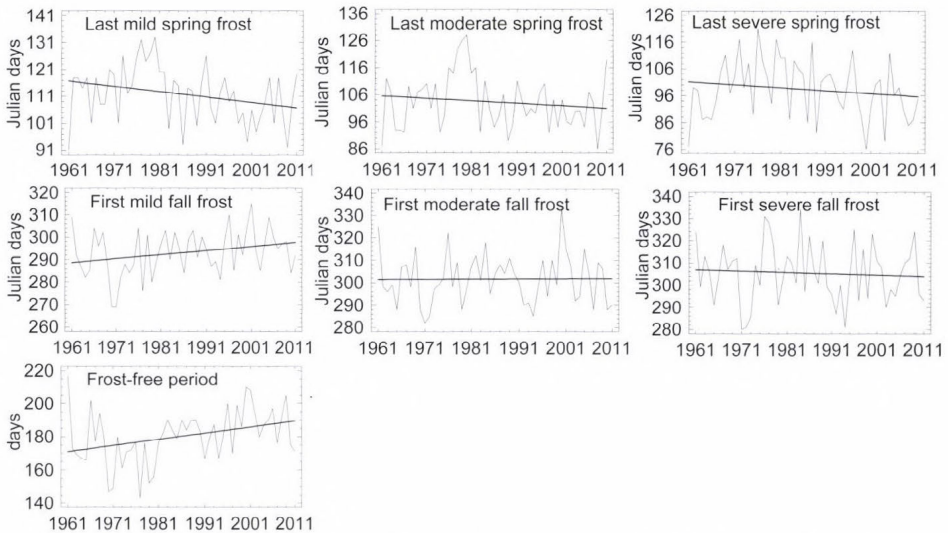 Last mild spring frost
Julian days
141
131
121
111
101
91
1961 1971 1981 1991 2001 2011
Last moderate spring frost
Julian days
136
126
116
106
96
86
1961 1971 1981 1991 2001 2011
Last severe spring frost
Julian days
126
116
106
96
86
76
1961 1971 1981 1991 2001 2011
First mild fall frost
Julian days
320
310
300
290
280
270
260
1961 1971 1981 1991 2001 2011
First moderate fall frost
Julian days
340
330
320
310
300
290
280
1961 1971 1981 1991 2001 2011
First severe fall frost
Julian days
340
330
320
310
300
290
280
1961 1971 1981 1991 2001 2011
Frost-free period
days
220
200
180
160
140
1961 1971 1981 1991 2001 2011